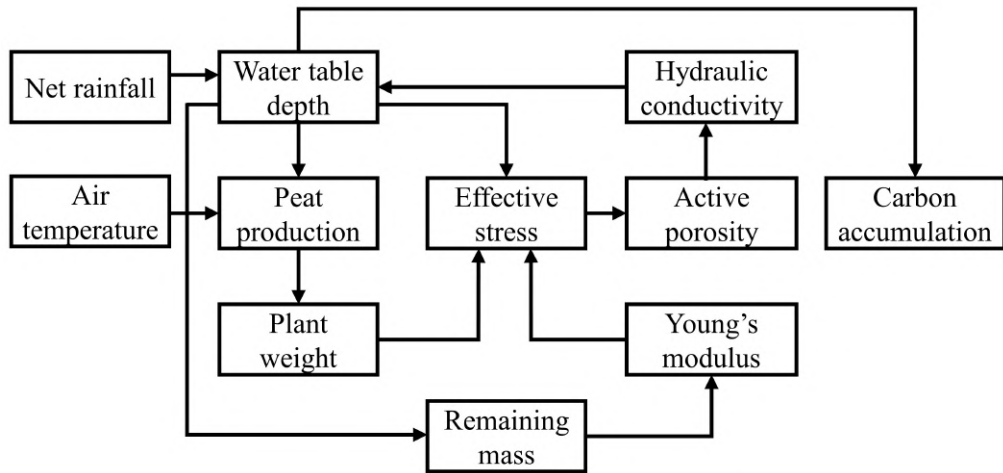 Net rainfall
Water table
depth
Hydraulic
conductivity
Air
temperature
Peat
production
Effective
stress
Active
porosity
Carbon
accumulation
Plant
weight
Young’s
modulus
Remaining
mass